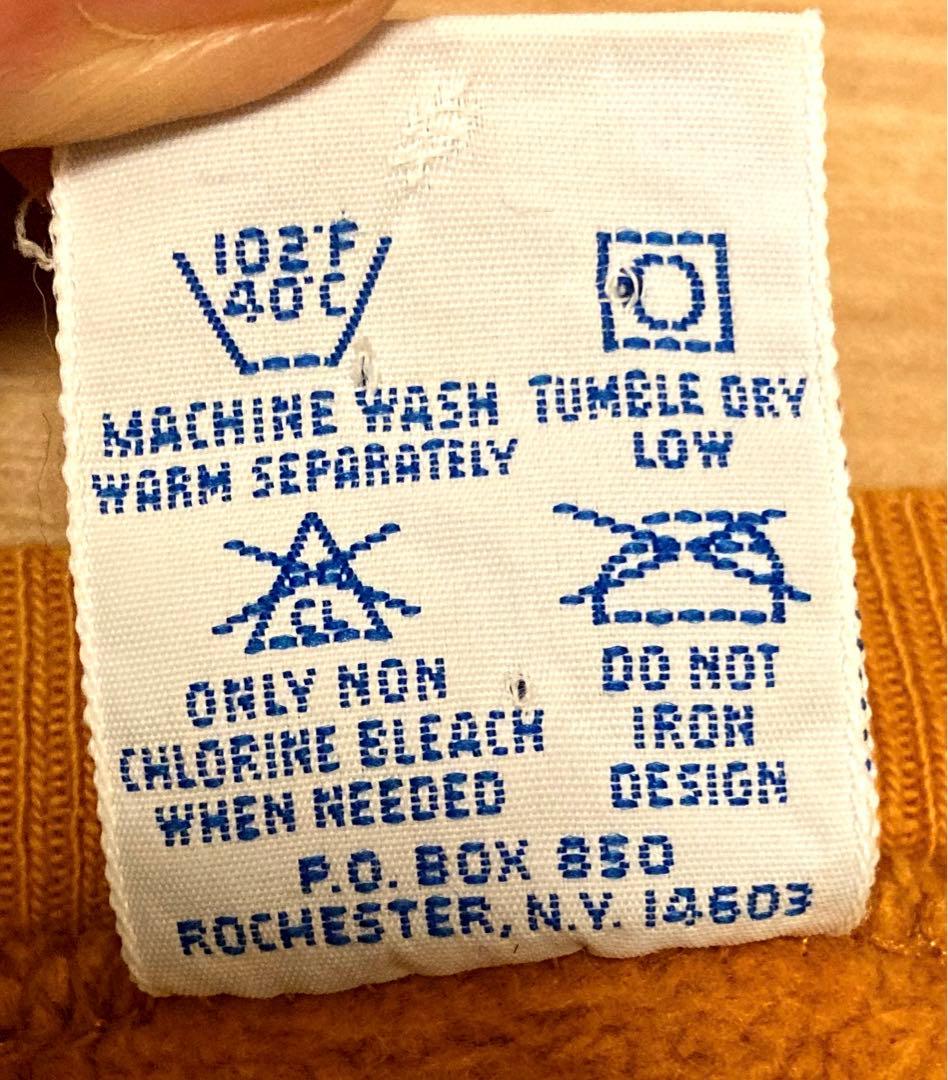 102°F
40°C
MACHINE WASH
WARM SEPARATELY
TUMBLE DRY
LOW
CL
ONLY NON
CHLORINE BLEACH
WHEN NEEDED
DO NOT
IRON
DESIGN
P.O. BOX 850
ROCHESTER, N.Y. 14603